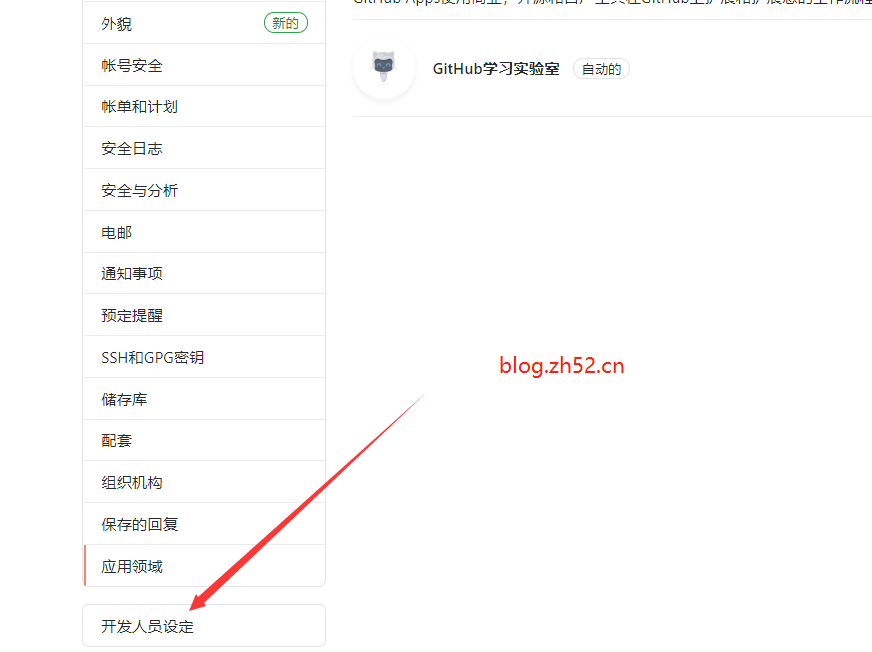 外貌
新的
帐号安全
帐单和计划
安全日志
安全与分析
电邮
通知事项
预定提醒
SSH和GPG密钥
储存库
配套
组织机构
保存的回复
应用领域
开发人员设定
GitHub学习实验室
自动的
blog.zh52.cn